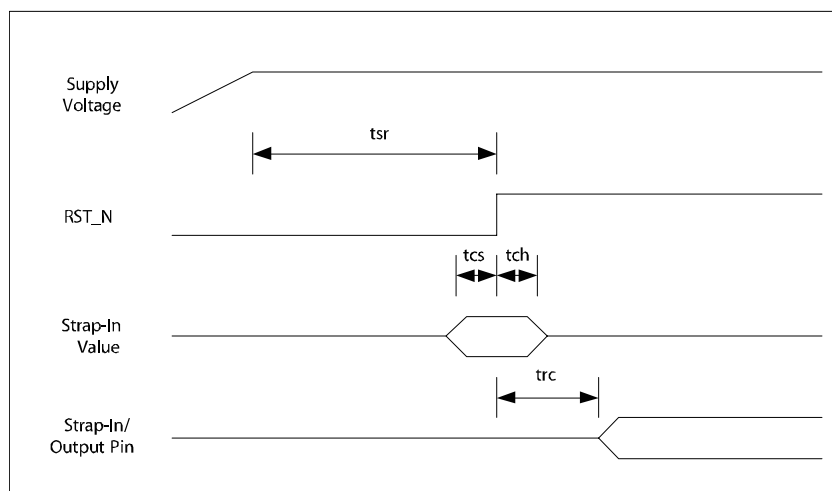 Supply
Voltage
tsr
RST_N
tcs
tch
Strap-In
Value
trc
Strap-In/
Output Pin